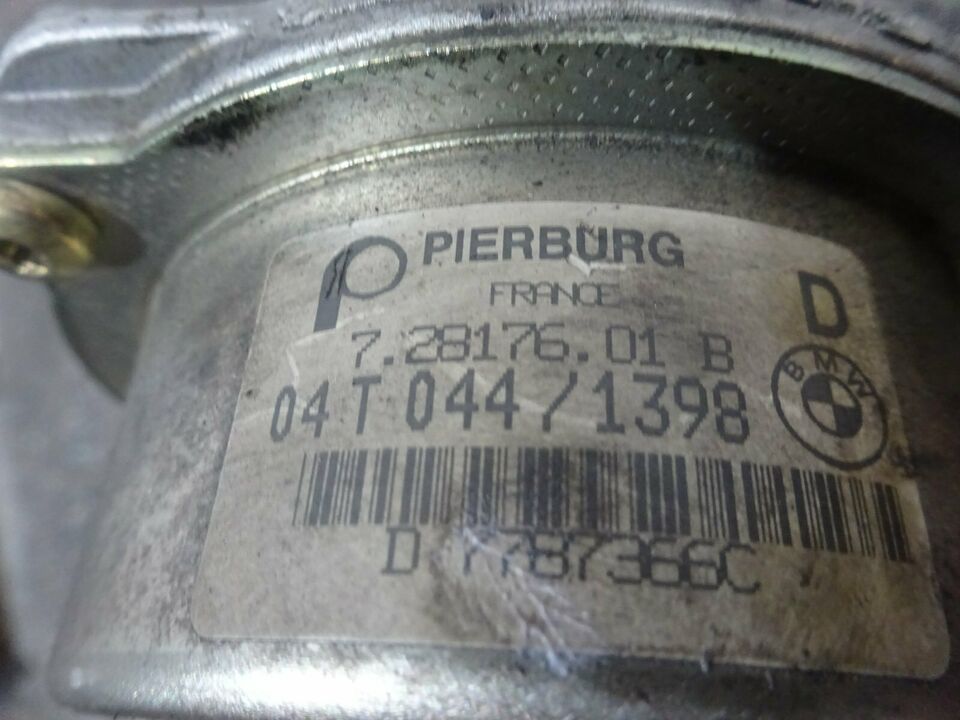 PIERBURG
FRANCE
D
7.28176.01 B
BMW
04 T 044/1398
D 7787366C